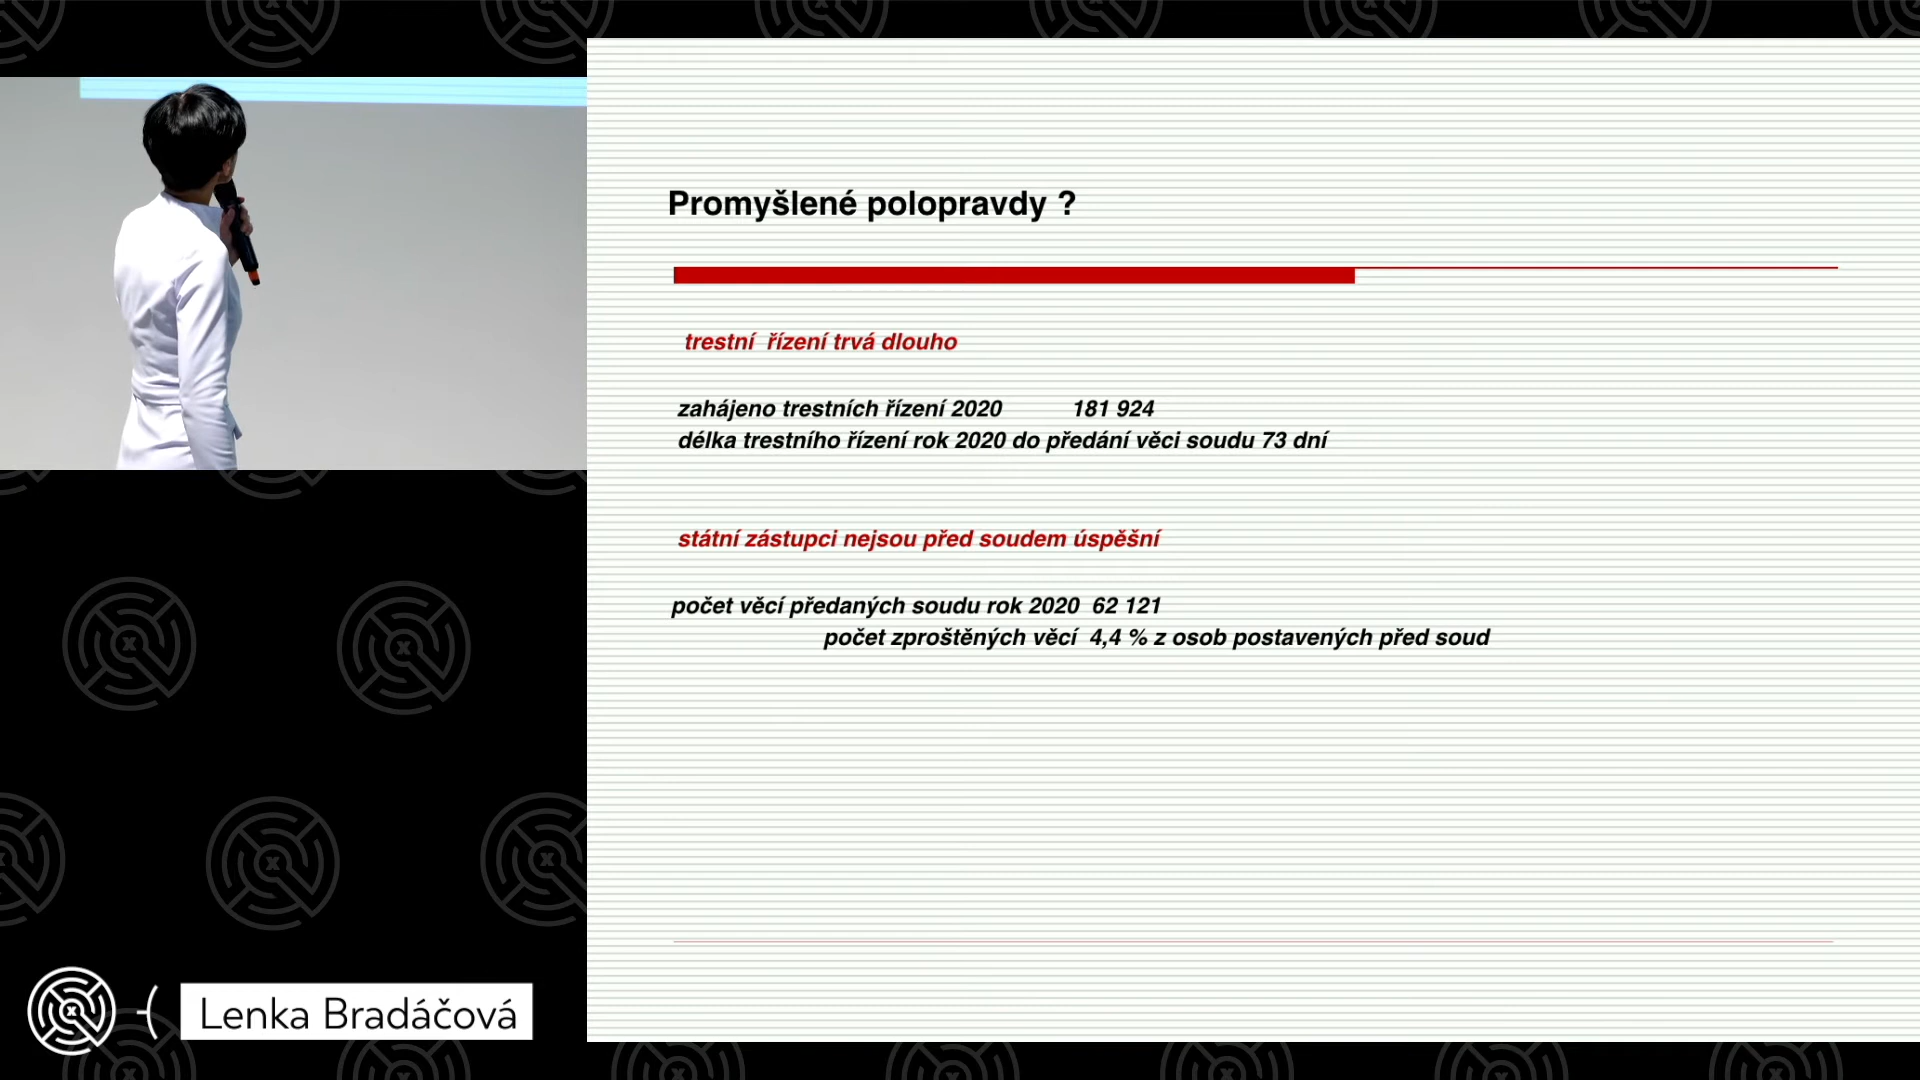 Promyšlené polopravdy ?
trestní řízení trvá dlouho
zahájeno trestních řízení 2020 181 924
délka trestního řízení rok 2020 do předání věci soudu 73 dní
státní zástupci nejsou před soudem úspěšní
počet věcí předaných soudu rok 2020 62 121
počet zproštěných věcí 4,4 % z osob postavených před soud
Lenka Bradáčová